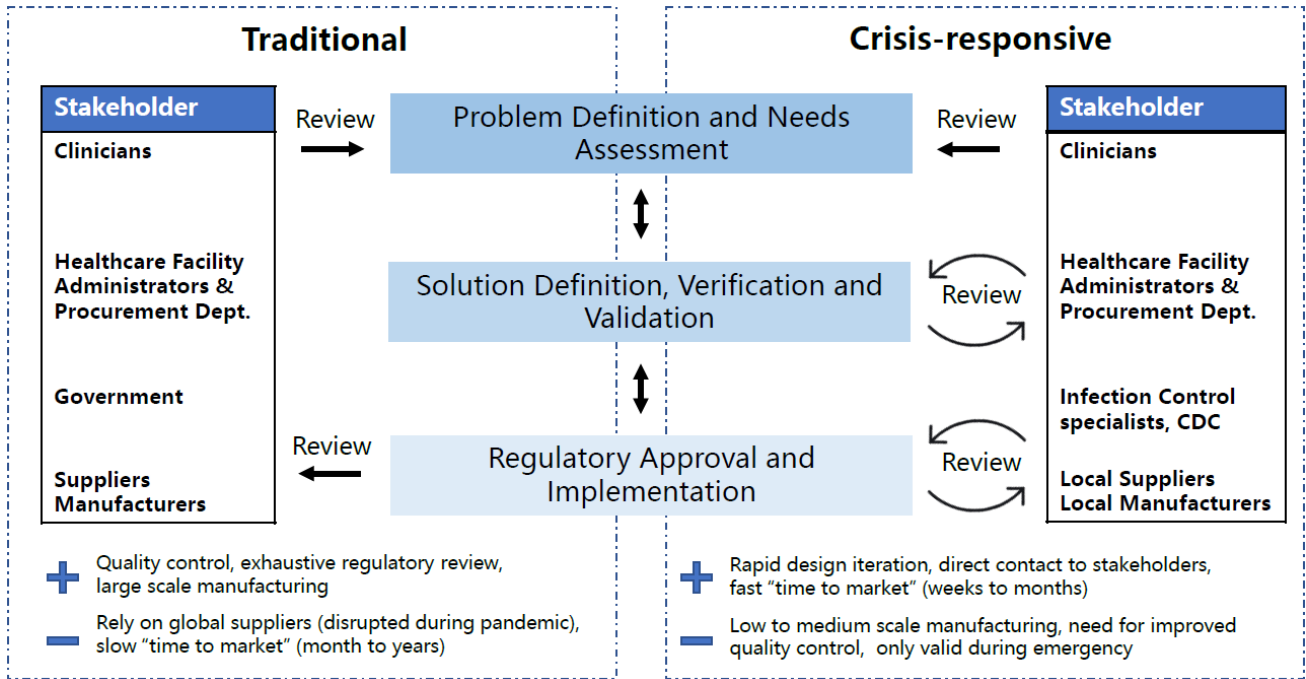 Traditional
Stakeholder
Clinicians
Healthcare Facility
Administrators &
Procurement Dept.
Government
Suppliers
Manufacturers
Review
Review
Problem Definition and Needs
Assessment
Solution Definition, Verification and
Validation
Regulatory Approval and
Implementation
Crisis-responsive
Review
Review
Review
Stakeholder
Clinicians
Healthcare Facility
Administrators &
Procurement Dept.
Infection Control
specialists, CDC
Local Suppliers
Local Manufacturers
Quality control, exhaustive regulatory review,
large scale manufacturing
Rely on global suppliers (disrupted during pandemic),
slow “time to market” (month to years)
Rapid design iteration, direct contact to stakeholders,
fast “time to market” (weeks to months)
Low to medium scale manufacturing, need for improved
quality control, only valid during emergency